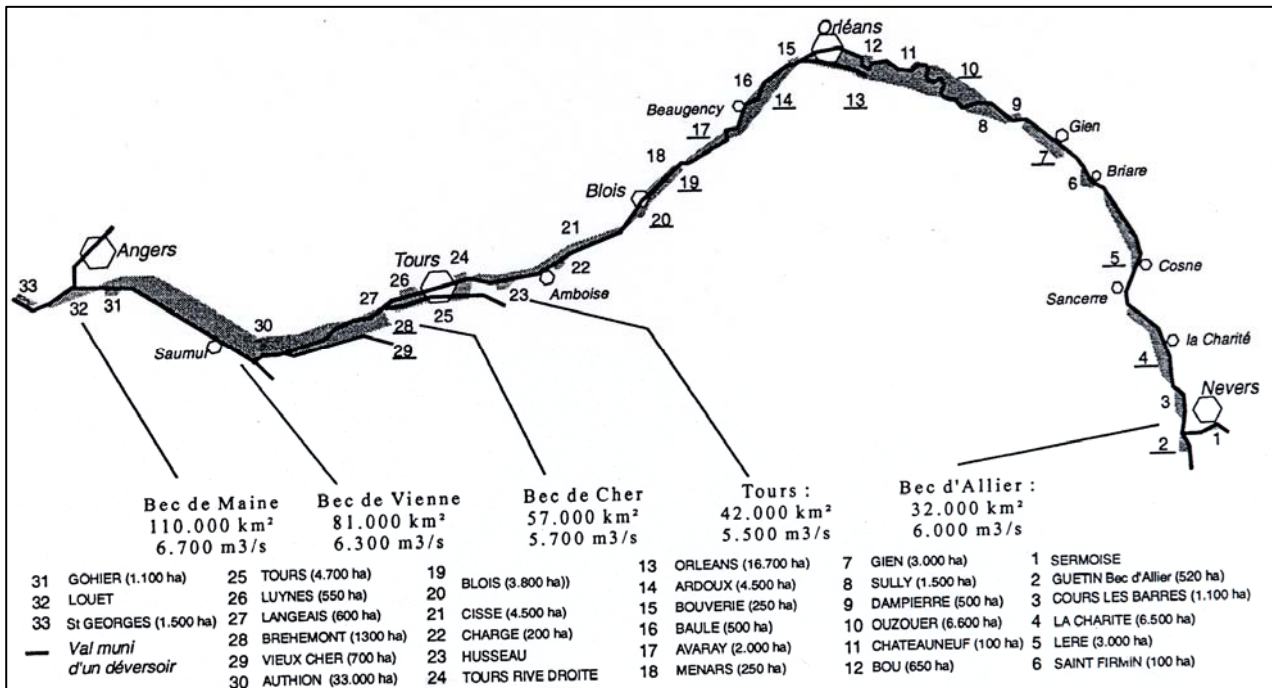 Orléans
15
12
11
10
16
Beaugency
14
13
9
8
Gien
17
7
18
Briare
6
Blois
19
20
21
Angers
Tours
24
22
5
Cosne
26
Amboise
23
Sancerre
33
32
31
27
25
30
28
la Charité
Saumur
29
4
Nevers
3
1
2
Bec de Maine
110.000 km²
6.700 m3/s
Bec de Vienne
81.000 km²
6.300 m3/s
Bec de Cher
57.000 km²
5.700 m3/s
Tours :
42.000 km²
5.500 m3/s
Bec d'Allier :
32.000 km²
6.000 m3/s
31 GOHIER (1.100 ha)
32 LOUET
33 St GEORGES (1.500 ha)
Val muni
d'un déversoir
25 TOURS (4.700 ha)
26 LUYNES (550 ha)
27 LANGEAIS (600 ha)
28 BREHEMONT (1300 ha)
29 VIEUX CHER (700 ha)
30 AUTHION (33.000 ha)
19
20 BLOIS (3.800 ha))
21 CISSE (4.500 ha)
22 CHARGE (200 ha)
23 HUSSEAU
24 TOURS RIVE DROITE
13 ORLEANS (16.700 ha)
14 ARDOUX (4.500 ha)
15 BOUVERIE (250 ha)
16 BAULE (500 ha)
17 AVARAY (2.000 ha)
18 MENARS (250 ha)
7 GIEN (3.000 ha)
8 SULLY (1.500 ha)
9 DAMPIERRE (500 ha)
10 OUZOUER (6.600 ha)
11 CHATEAUNEUF (100 ha)
12 BOU (650 ha)
1 SERMOISE
2 GUETIN Bec d'Allier (520 ha)
3 COURS LES BARRES (1.100 ha)
4 LA CHARITE (6.500 ha)
5 LERE (3.000 ha)
6 SAINT FIRMIN (100 ha)